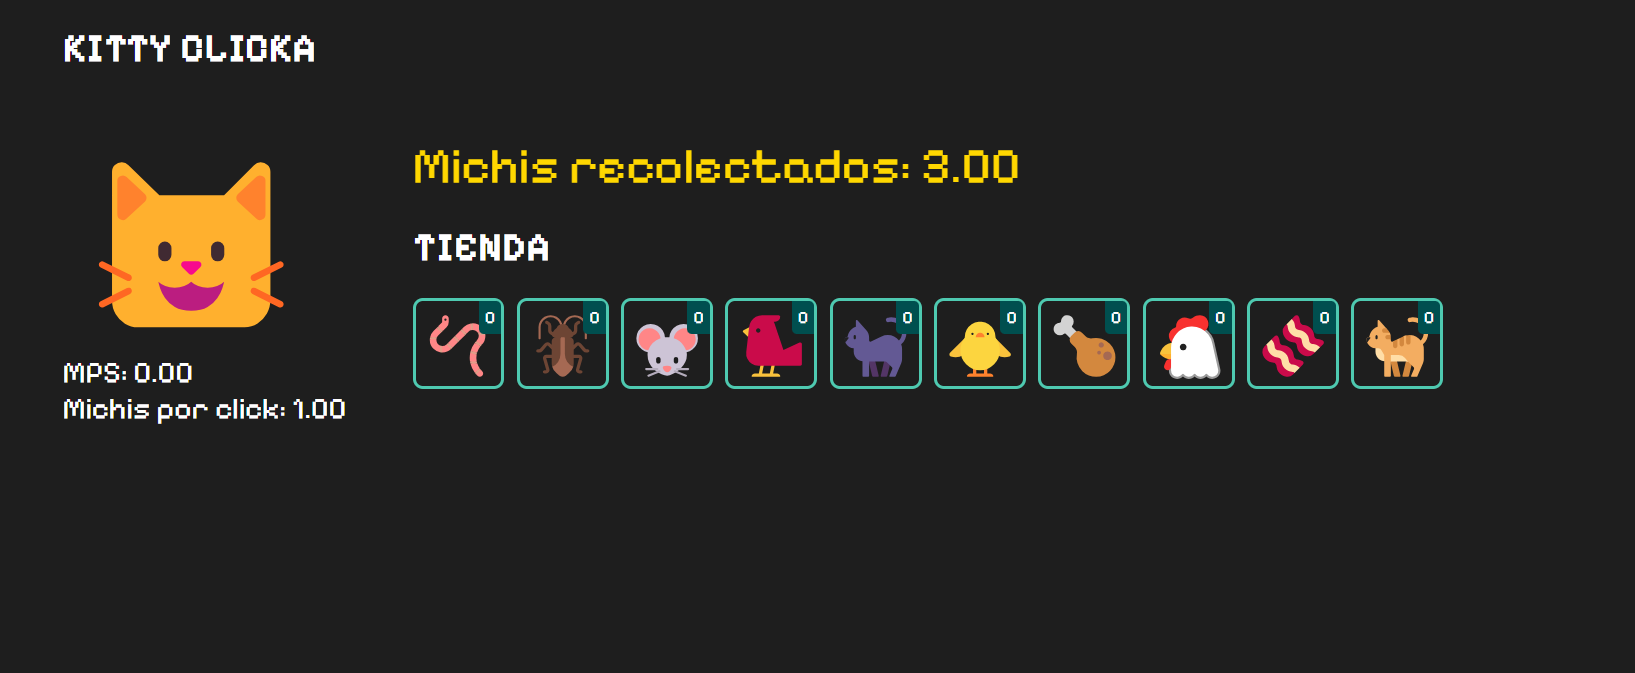 KITTY CLICKA
Michis recolectados: 3.00
TIENDA
0 0 0 0 0 0 0 0 0 0
MPS: 0.00
Michis por click: 1.00